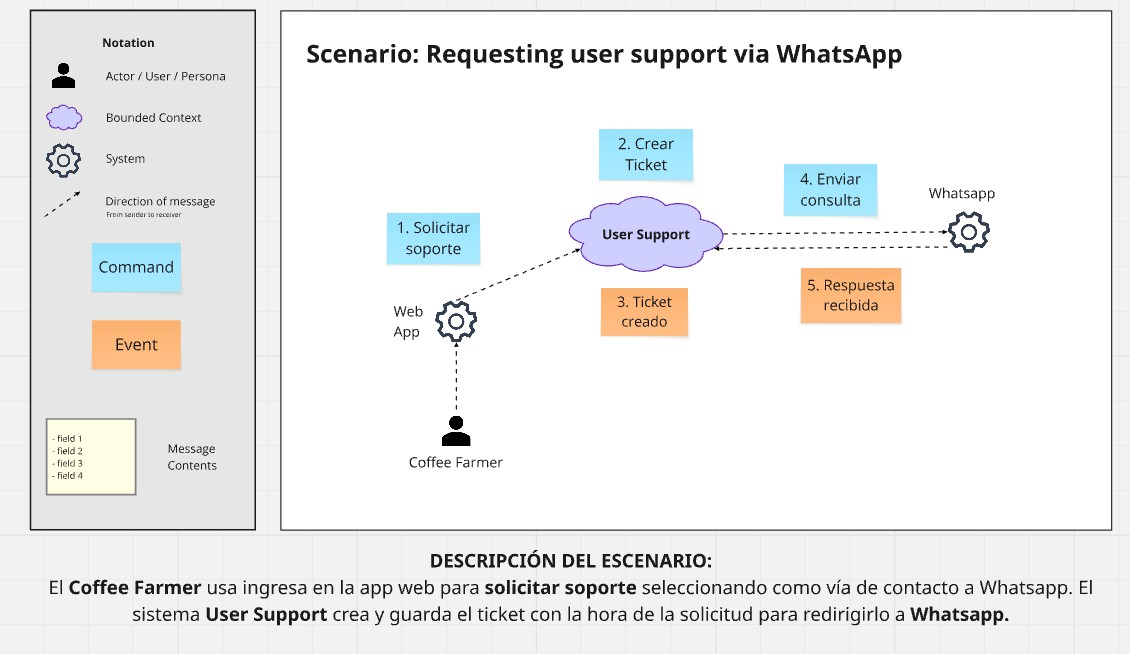 Notation
Actor / User / Persona
Bounded Context
System
Direction of message
From sender to receiver
Command
Event
- field 1
- field 2
- field 3
- field 4
Message
Contents
Scenario: Requesting user support via WhatsApp
1. Solicitar
soporte
2. Crear
Ticket
User Support
3. Ticket
creado
4. Enviar
consulta
Whatsapp
5. Respuesta
recibida
Web
App
Coffee Farmer
DESCRIPCIÓN DEL ESCENARIO:
El Coffee Farmer usa ingresa en la app web para solicitar soporte seleccionando como vía de contacto a Whatsapp. El
sistema User Support crea y guarda el ticket con la hora de la solicitud para redirigirlo a Whatsapp.